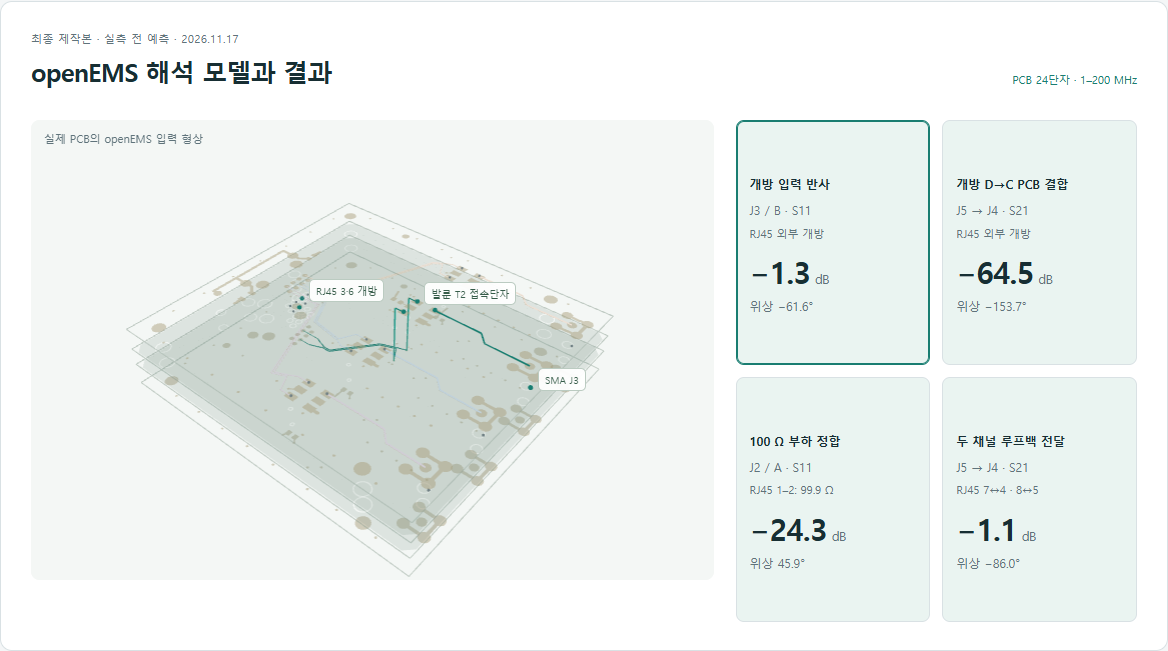 최종 제작본 · 실측 전 예측 · 2026.11.17
openEMS 해석 모델과 결과
PCB 24단자 · 1–200 MHz
실제 PCB의 openEMS 입력 형상
RJ45 3·6 개방
발룬 T2 접속단자
SMA J3
개방 입력 반사
J3 / B · S11
RJ45 외부 개방
−1.3 dB
위상 −61.6°
개방 D→C PCB 결합
J5 → J4 · S21
RJ45 외부 개방
−64.5 dB
위상 −153.7°
100 Ω 부하 정합
J2 / A · S11
RJ45 1–2: 99.9 Ω
−24.3 dB
위상 45.9°
두 채널 루프백 전달
J5 → J4 · S21
RJ45 7↔4 · 8↔5
−1.1 dB
위상 −86.0°